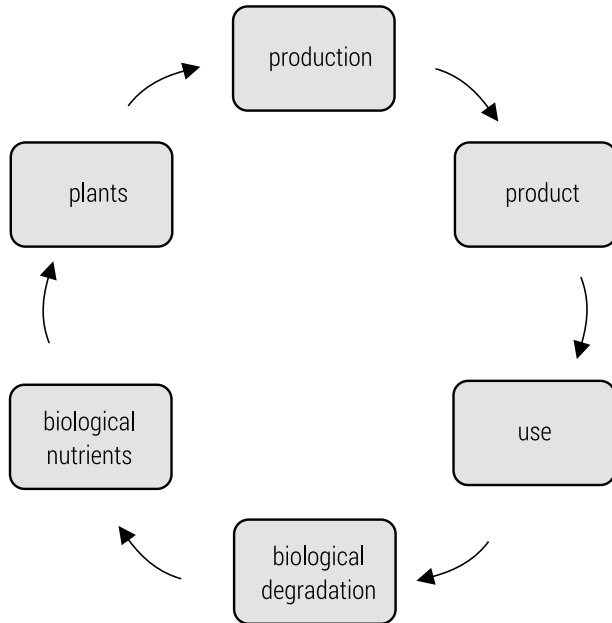 production
plants
product
biological
nutrients
use
biological
degradation